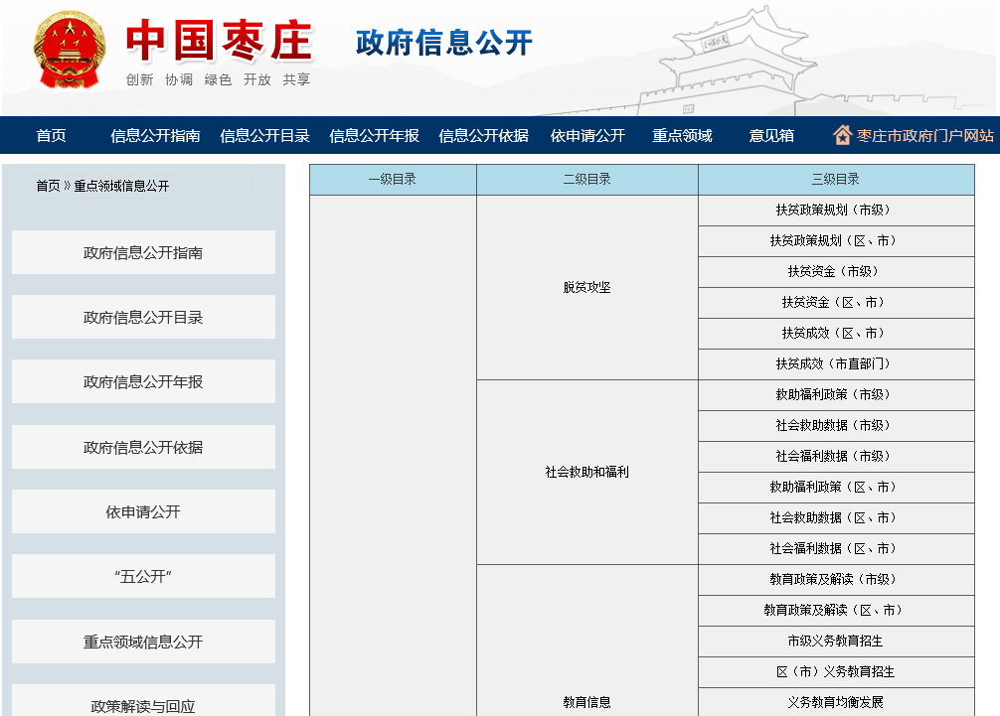 中国枣庄
创新 协调 绿色 开放 共享
政府信息公开
首页 信息公开指南 信息公开目录 信息公开年报 信息公开依据 依申请公开 重点领域 意见箱 枣庄市政府门户网站
首页 » 重点领域信息公开
政府信息公开指南
政府信息公开目录
政府信息公开年报
政府信息公开依据
依申请公开
“五公开”
重点领域信息公开
政策解读与回应
一级目录 二级目录 三级目录
脱贫攻坚
扶贫政策规划（市级）
扶贫政策规划（区、市）
扶贫资金（市级）
扶贫资金（区、市）
扶贫成效（区、市）
扶贫成效（市直部门）
社会救助和福利
救助福利政策（市级）
社会救助数据（市级）
社会福利数据（市级）
救助福利政策（区、市）
社会救助数据（区、市）
社会福利数据（区、市）
教育信息
教育政策及解读（市级）
教育政策及解读（区、市）
市级义务教育招生
区（市）义务教育招生
义务教育均衡发展